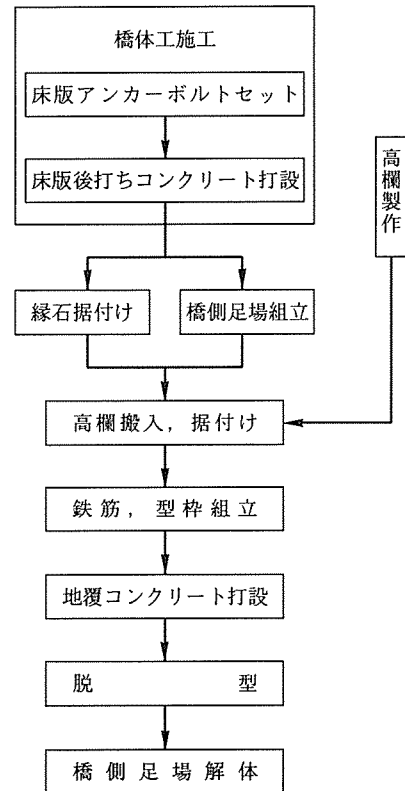 橋体工施工
床版アンカーボルトセット
床版後打ちコンクリート打設
高欄製作
縁石据付け
橋側足場組立
高欄搬入，据付け
鉄筋，型枠組立
地覆コンクリート打設
脱型
橋側足場解体